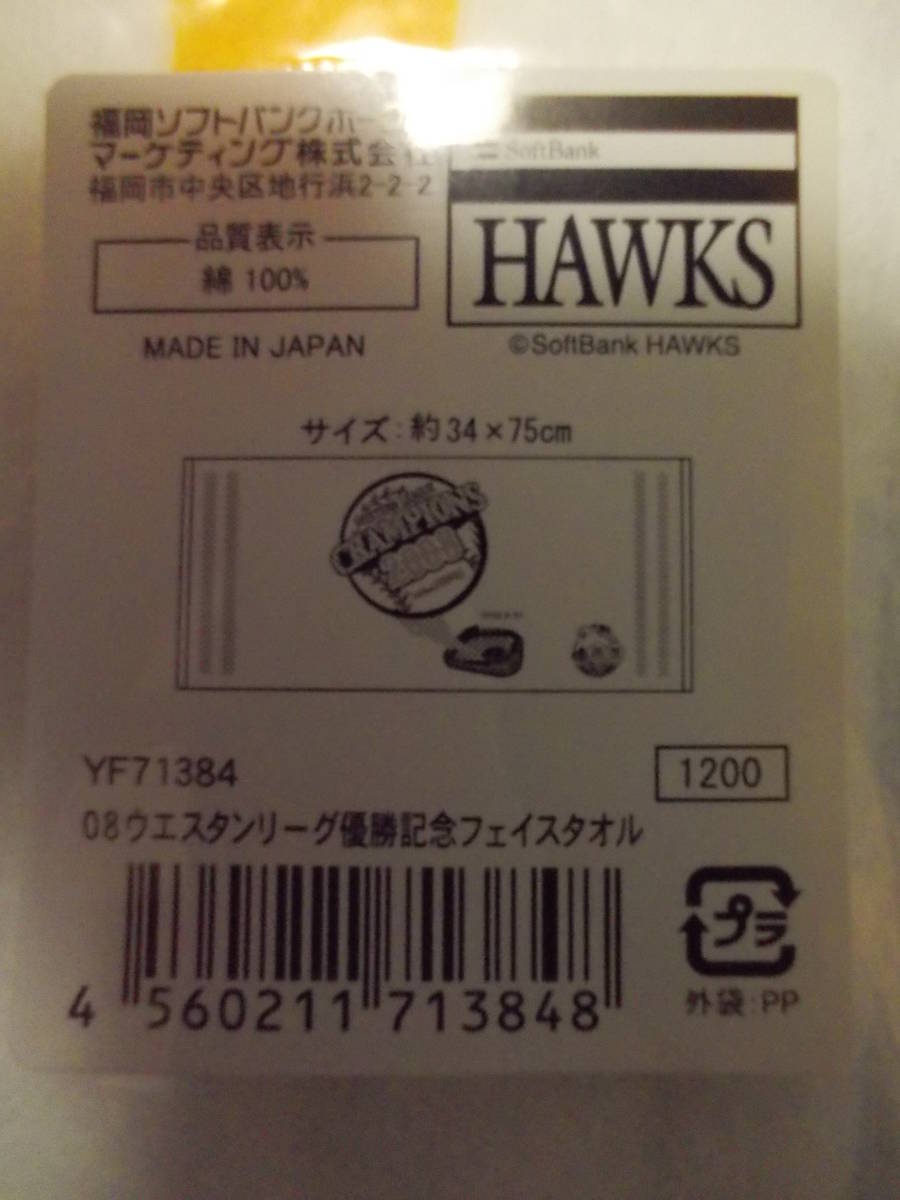 福岡ソフトバンクホー
マーケティング株式会社
福岡市中央区地行浜2-2-2
品質表示
綿 100%
MADE IN JAPAN
SoftBank
HAWKS
©SoftBank HAWKS
サイズ:約34×75cm
CHAMPIONS
2008
YF71384
1200
08ウエスタンリーグ優勝記念フェイスタオル
4 560211 713848
プラ
外袋:PP